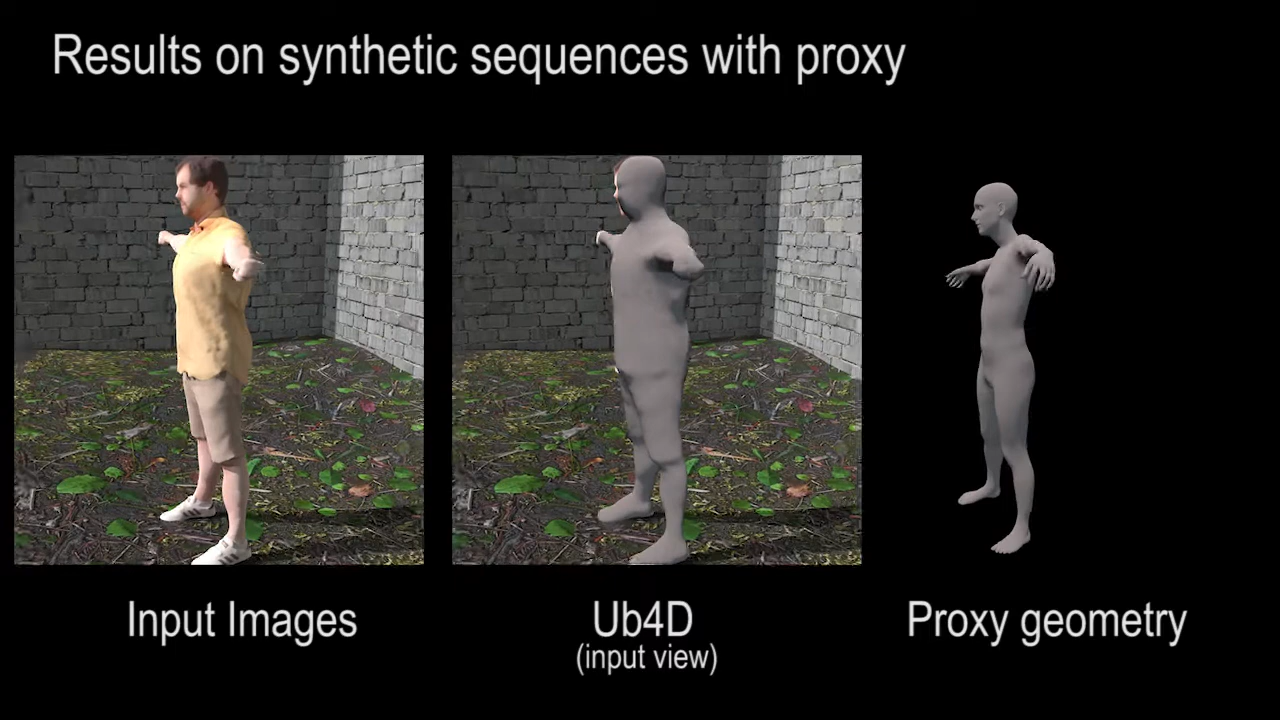 Results on synthetic sequences with proxy
Input Images
Ub4D
(input view)
Proxy geometry